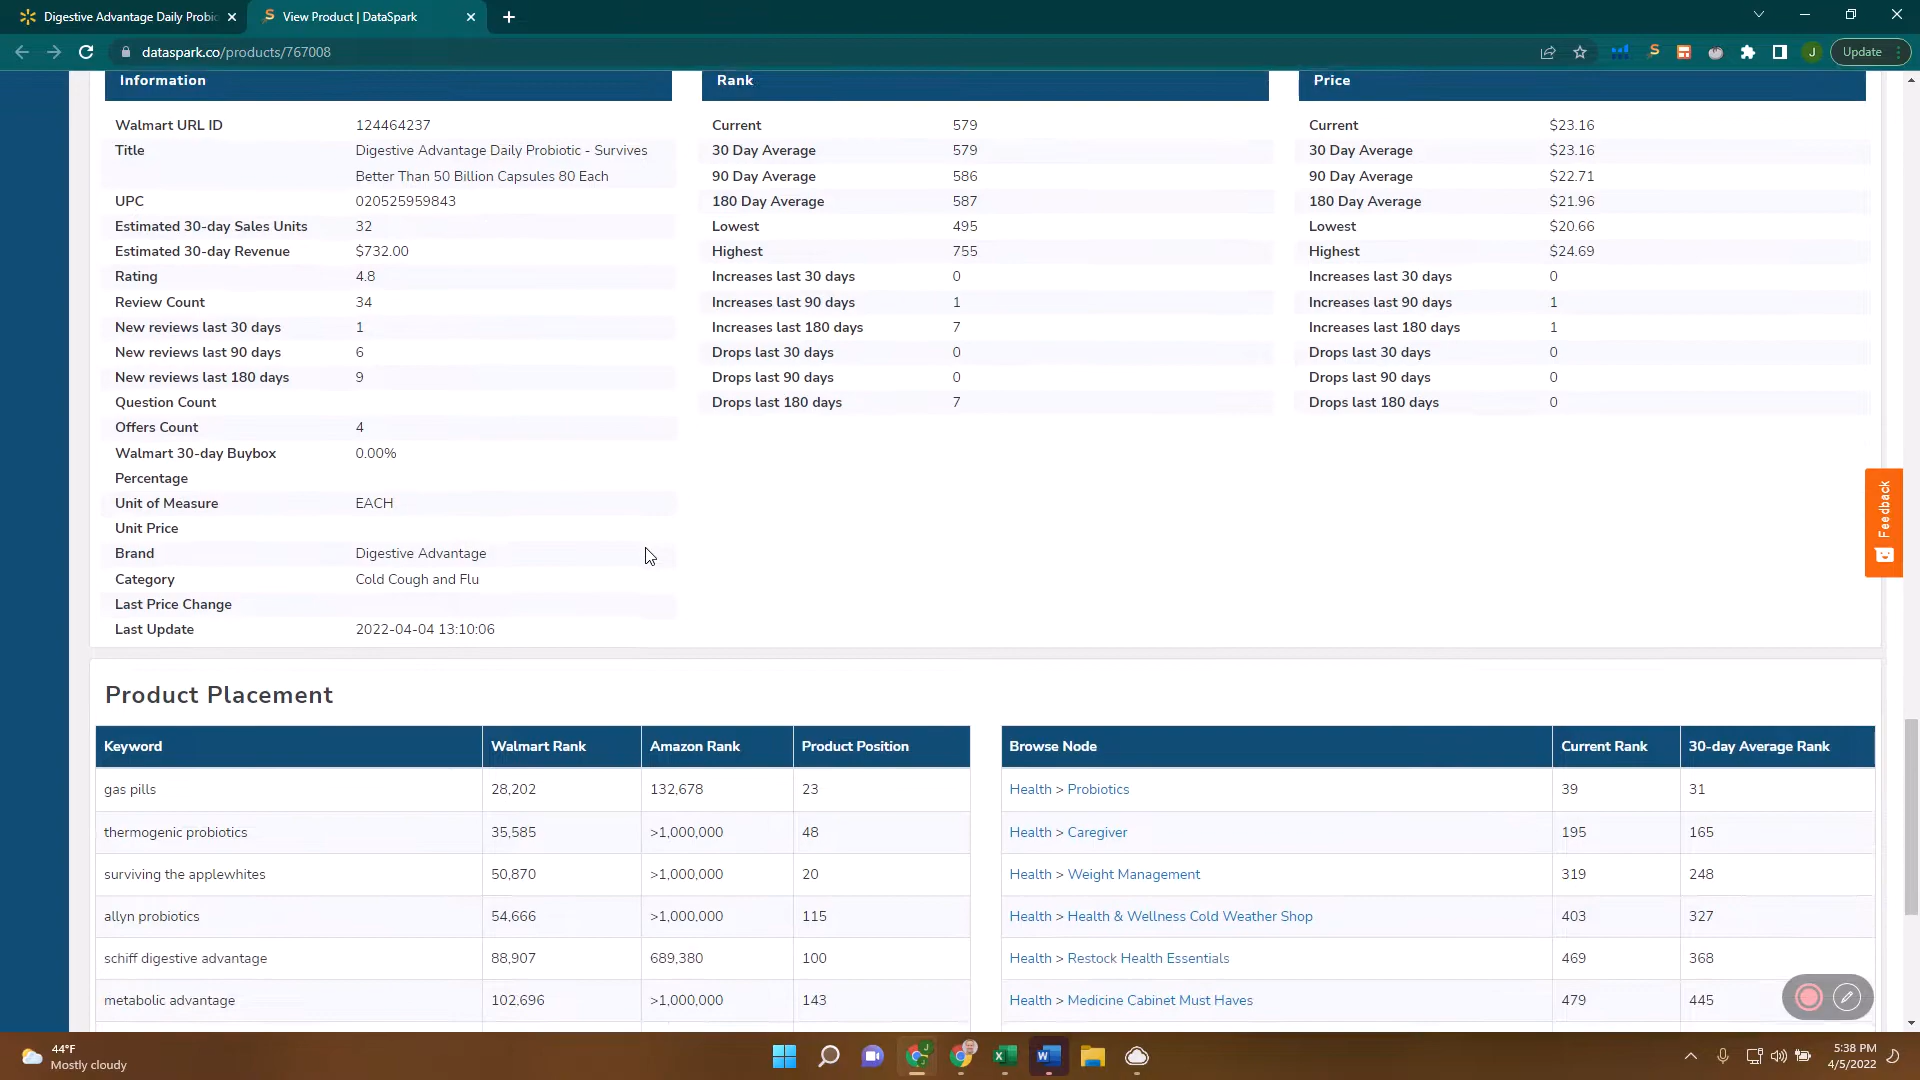 Digestive Advantage Daily Probio
View Product | DataSpark
dataspark.co/products/767008
Update
Information
Walmart URL ID 124464237
Title Digestive Advantage Daily Probiotic - Survives
Better Than 50 Billion Capsules 80 Each
UPC 020525959843
Estimated 30-day Sales Units 32
Estimated 30-day Revenue $732.00
Rating 4.8
Review Count 34
New reviews last 30 days 1
New reviews last 90 days 6
New reviews last 180 days 9
Question Count
Offers Count 4
Walmart 30-day Buybox 0.00%
Percentage
Unit of Measure EACH
Unit Price
Brand Digestive Advantage
Category Cold Cough and Flu
Last Price Change
Last Update 2022-04-04 13:10:06
Rank
Current 579
30 Day Average 579
90 Day Average 586
180 Day Average 587
Lowest 495
Highest 755
Increases last 30 days 0
Increases last 90 days 1
Increases last 180 days 7
Drops last 30 days 0
Drops last 90 days 0
Drops last 180 days 7
Price
Current $23.16
30 Day Average $23.16
90 Day Average $22.71
180 Day Average $21.96
Lowest $20.66
Highest $24.69
Increases last 30 days 0
Increases last 90 days 1
Increases last 180 days 1
Drops last 30 days 0
Drops last 90 days 0
Drops last 180 days 0
Feedback
Product Placement
Keyword Walmart Rank Amazon Rank Product Position
gas pills 28,202 132,678 23
thermogenic probiotics 35,585 >1,000,000 48
surviving the applewhites 50,870 >1,000,000 20
allyn probiotics 54,666 >1,000,000 115
schiff digestive advantage 88,907 689,380 100
metabolic advantage 102,696 >1,000,000 143
Browse Node Current Rank 30-day Average Rank
Health > Probiotics 39 31
Health > Caregiver 195 165
Health > Weight Management 319 248
Health > Health & Wellness Cold Weather Shop 403 327
Health > Restock Health Essentials 469 368
Health > Medicine Cabinet Must Haves 479 445
44°F
Mostly cloudy
5:38 PM
4/5/2022